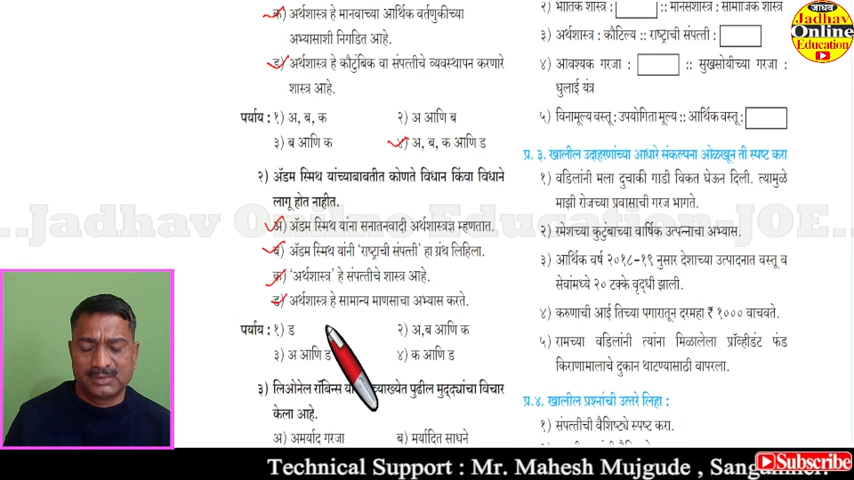 क) अर्थशास्त्र हे मानवाच्या आर्थिक वर्तणुकीच्या
अभ्यासाशी निगडित आहे.
ड) अर्थशास्त्र हे कौटुंबिक वा संपत्तीचे व्यवस्थापन करणारे
शास्त्र आहे.
पर्याय : १) अ, ब, क २) अ आणि ब
३) ब आणि क ४) अ, ब, क आणि ड
२) ॲडम स्मिथ यांच्याबाबतीत कोणते विधान किंवा विधाने
लागू होत नाहीत.
अ) ॲडम स्मिथ यांना सनातनवादी अर्थशास्त्रज्ञ म्हणतात.
ब) ॲडम स्मिथ यांनी 'राष्ट्राची संपत्ती' हा ग्रंथ लिहिला.
क) 'अर्थशास्त्र' हे संपत्तीचे शास्त्र आहे.
ड) अर्थशास्त्र हे सामान्य माणसाचा अभ्यास करते.
पर्याय : १) ड २) अ,ब आणि क
३) अ आणि ड ४) क आणि ड
३) लिओनेल रॉबिन्स व्याख्येत पुढील मुद्द्यांचा विचार
केला आहे.
अ) अमर्याद गरजा ब) मर्यादित साधने
२) भौतिक शास्त्र : :: मानसशास्त्र : सामाजिक शास्त्र
३) अर्थशास्त्र : कौटिल्य :: राष्ट्राची संपत्ती :
४) आवश्यक गरजा : :: सुखसोयीच्या गरजा :
धुलाई यंत्र
५) विनामूल्य वस्तू : उपयोगिता मूल्य :: आर्थिक वस्तू :
प्र. ३. खालील उदाहरणांच्या आधारे संकल्पना ओळखून ती स्पष्ट करा
१) वडिलांनी मला दुचाकी गाडी विकत घेऊन दिली. त्यामुळे
माझी रोजच्या प्रवासाची गरज भागते.
२) रमेशच्या कुटुंबाच्या वार्षिक उत्पन्नाचा अभ्यास.
३) आर्थिक वर्ष २०१८-१९ नुसार देशाच्या उत्पादनात वस्तू व
सेवांमध्ये २० टक्के वृद्धी झाली.
४) करुणाची आई तिच्या पगारातून दरमहा ₹ १००० वाचवते.
५) रामच्या वडिलांनी त्यांना मिळालेला प्रॉव्हीडंट फंड
किराणामालाचे दुकान थाटण्यासाठी वापरला.
प्र.४. खालील प्रश्नांची उत्तरे लिहा :
१) संपत्तीची वैशिष्ट्ये स्पष्ट करा.
जाधव
Jadhav
Online
Education
..Jadhav Online Education-JOE...
Technical Support : Mr. Mahesh Mujgude ,
Subscribe